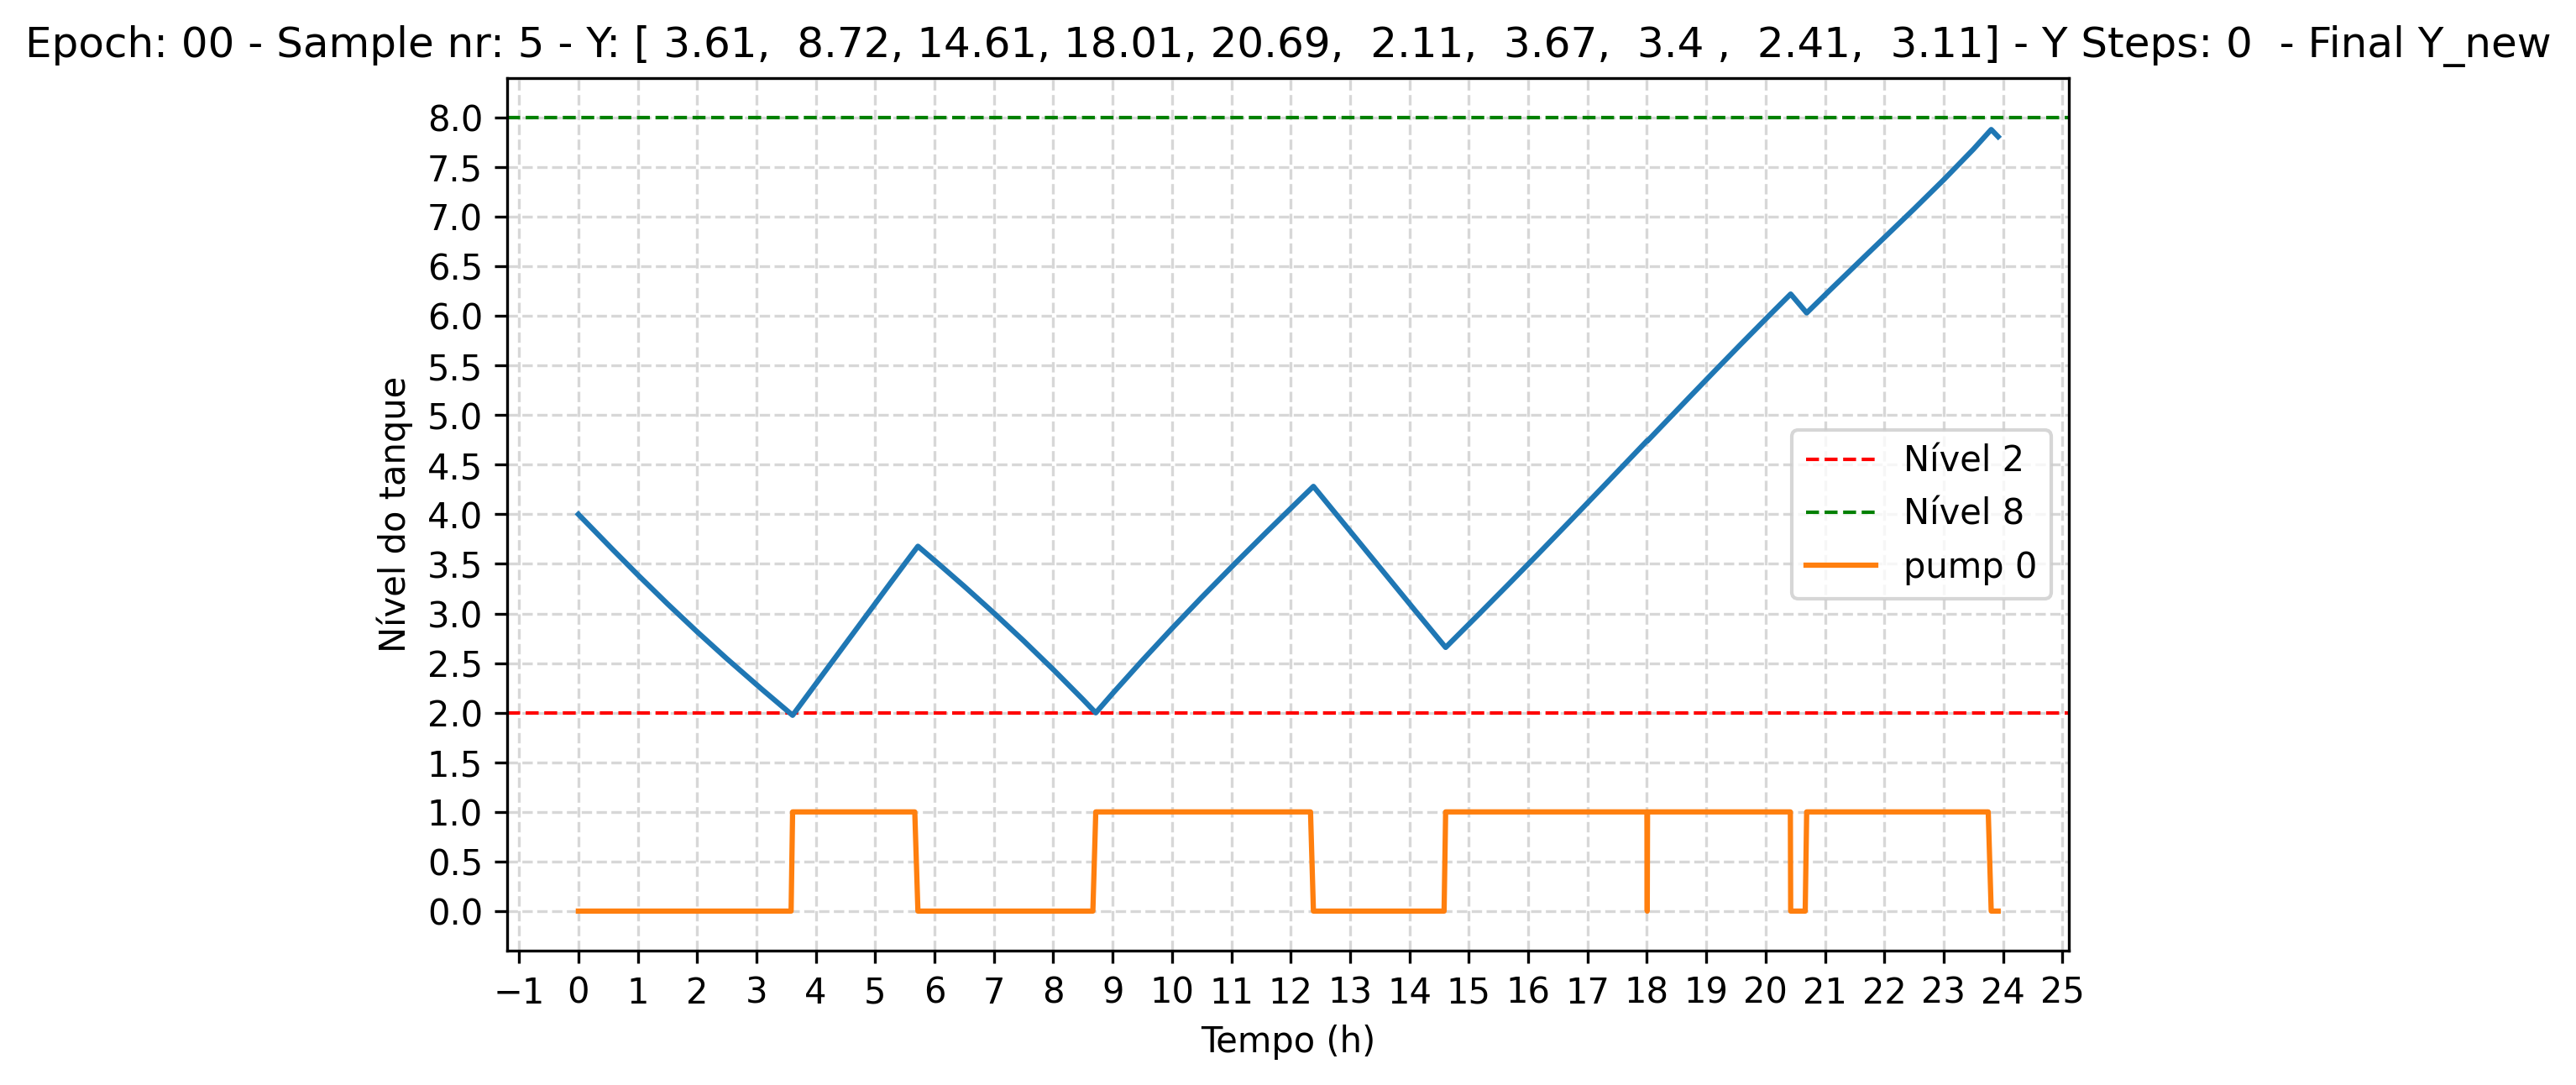 Epoch: 00 - Sample nr: 5 - Y: [ 3.61,  8.72, 14.61, 18.01, 20.69,  2.11,  3.67,  3.4 ,  2.41,  3.11] - Y Steps: 0  - Final Y_new
8.0
7.5
7.0
6.5
6.0
5.5
5.0
4.5
4.0
3.5
3.0
2.5
2.0
1.5
1.0
0.5
0.0
Nível do tanque
Nível 2
Nível 8
pump 0
−1 0 1 2 3 4 5 6 7 8 9 10 11 12 13 14 15 16 17 18 19 20 21 22 23 24 25
Tempo (h)